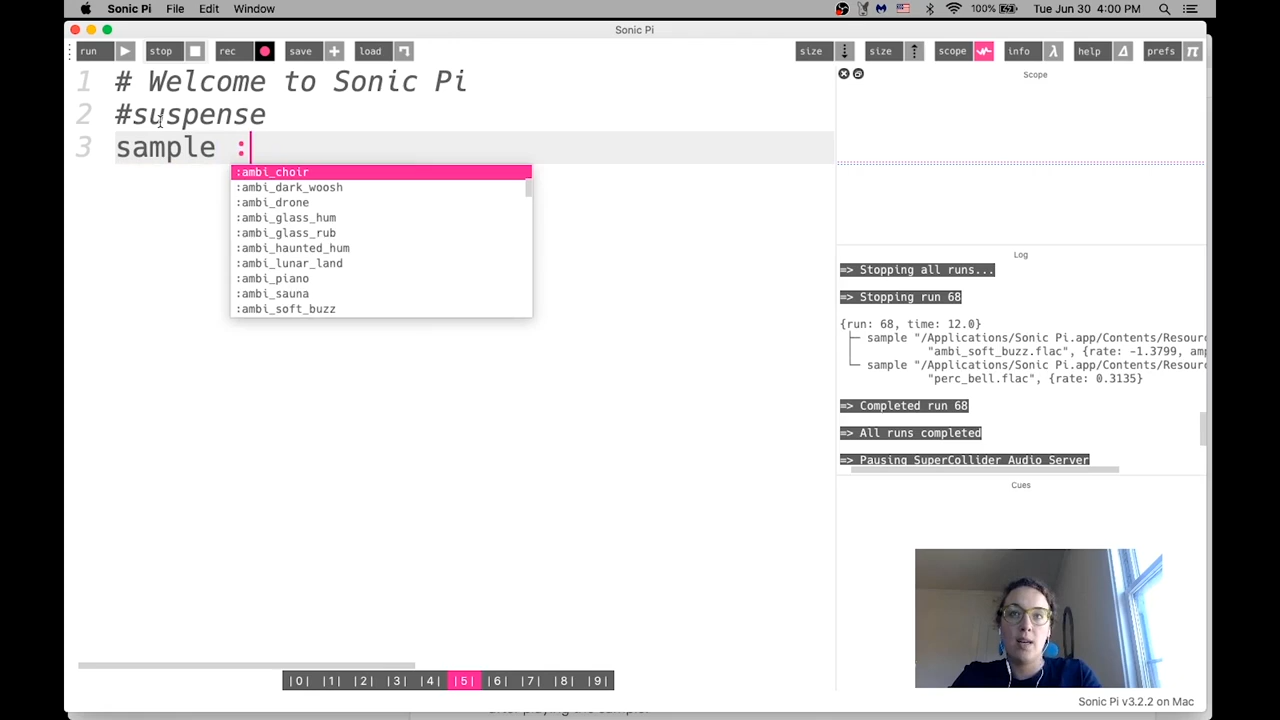 Sonic Pi File Edit Window 100% Tue Jun 30 4:00 PM
Sonic Pi
run stop rec save + load size size scope info λ help prefs π
1 # Welcome to Sonic Pi
2 #suspense
3 sample :
:ambi_choir
:ambi_dark_woosh
:ambi_drone
:ambi_glass_hum
:ambi_glass_rub
:ambi_haunted_hum
:ambi_lunar_land
:ambi_piano
:ambi_sauna
:ambi_soft_buzz
Scope
Log
=> Stopping all runs...
=> Stopping run 68
{run: 68, time: 12.0}
├─ sample "/Applications/Sonic Pi.app/Contents/Resour
│ "ambi_soft_buzz.flac", {rate: -1.3799, am
└─ sample "/Applications/Sonic Pi.app/Contents/Resour
"perc_bell.flac", {rate: 0.3135}
=> Completed run 68
=> All runs completed
=> Pausing SuperCollider Audio Server
Cues
|0| |1| |2| |3| |4| |5| |6| |7| |8| |9|
Sonic Pi v3.2.2 on Mac